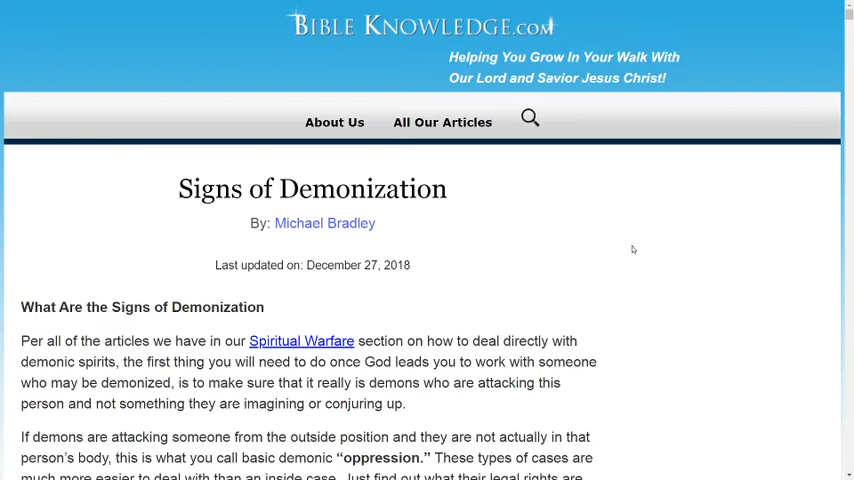 BIBLE KNOWLEDGE.COM
Helping You Grow In Your Walk With
Our Lord and Savior Jesus Christ!
About Us All Our Articles
Signs of Demonization
By: Michael Bradley
Last updated on: December 27, 2018
What Are the Signs of Demonization
Per all of the articles we have in our Spiritual Warfare section on how to deal directly with
demonic spirits, the first thing you will need to do once God leads you to work with someone
who may be demonized, is to make sure that it really is demons who are attacking this
person and not something they are imagining or conjuring up.
If demons are attacking someone from the outside position and they are not actually in that
person’s body, this is what you call basic demonic “oppression.” These types of cases are
much more easier to deal with than an inside case. Just find out what their legal rights are